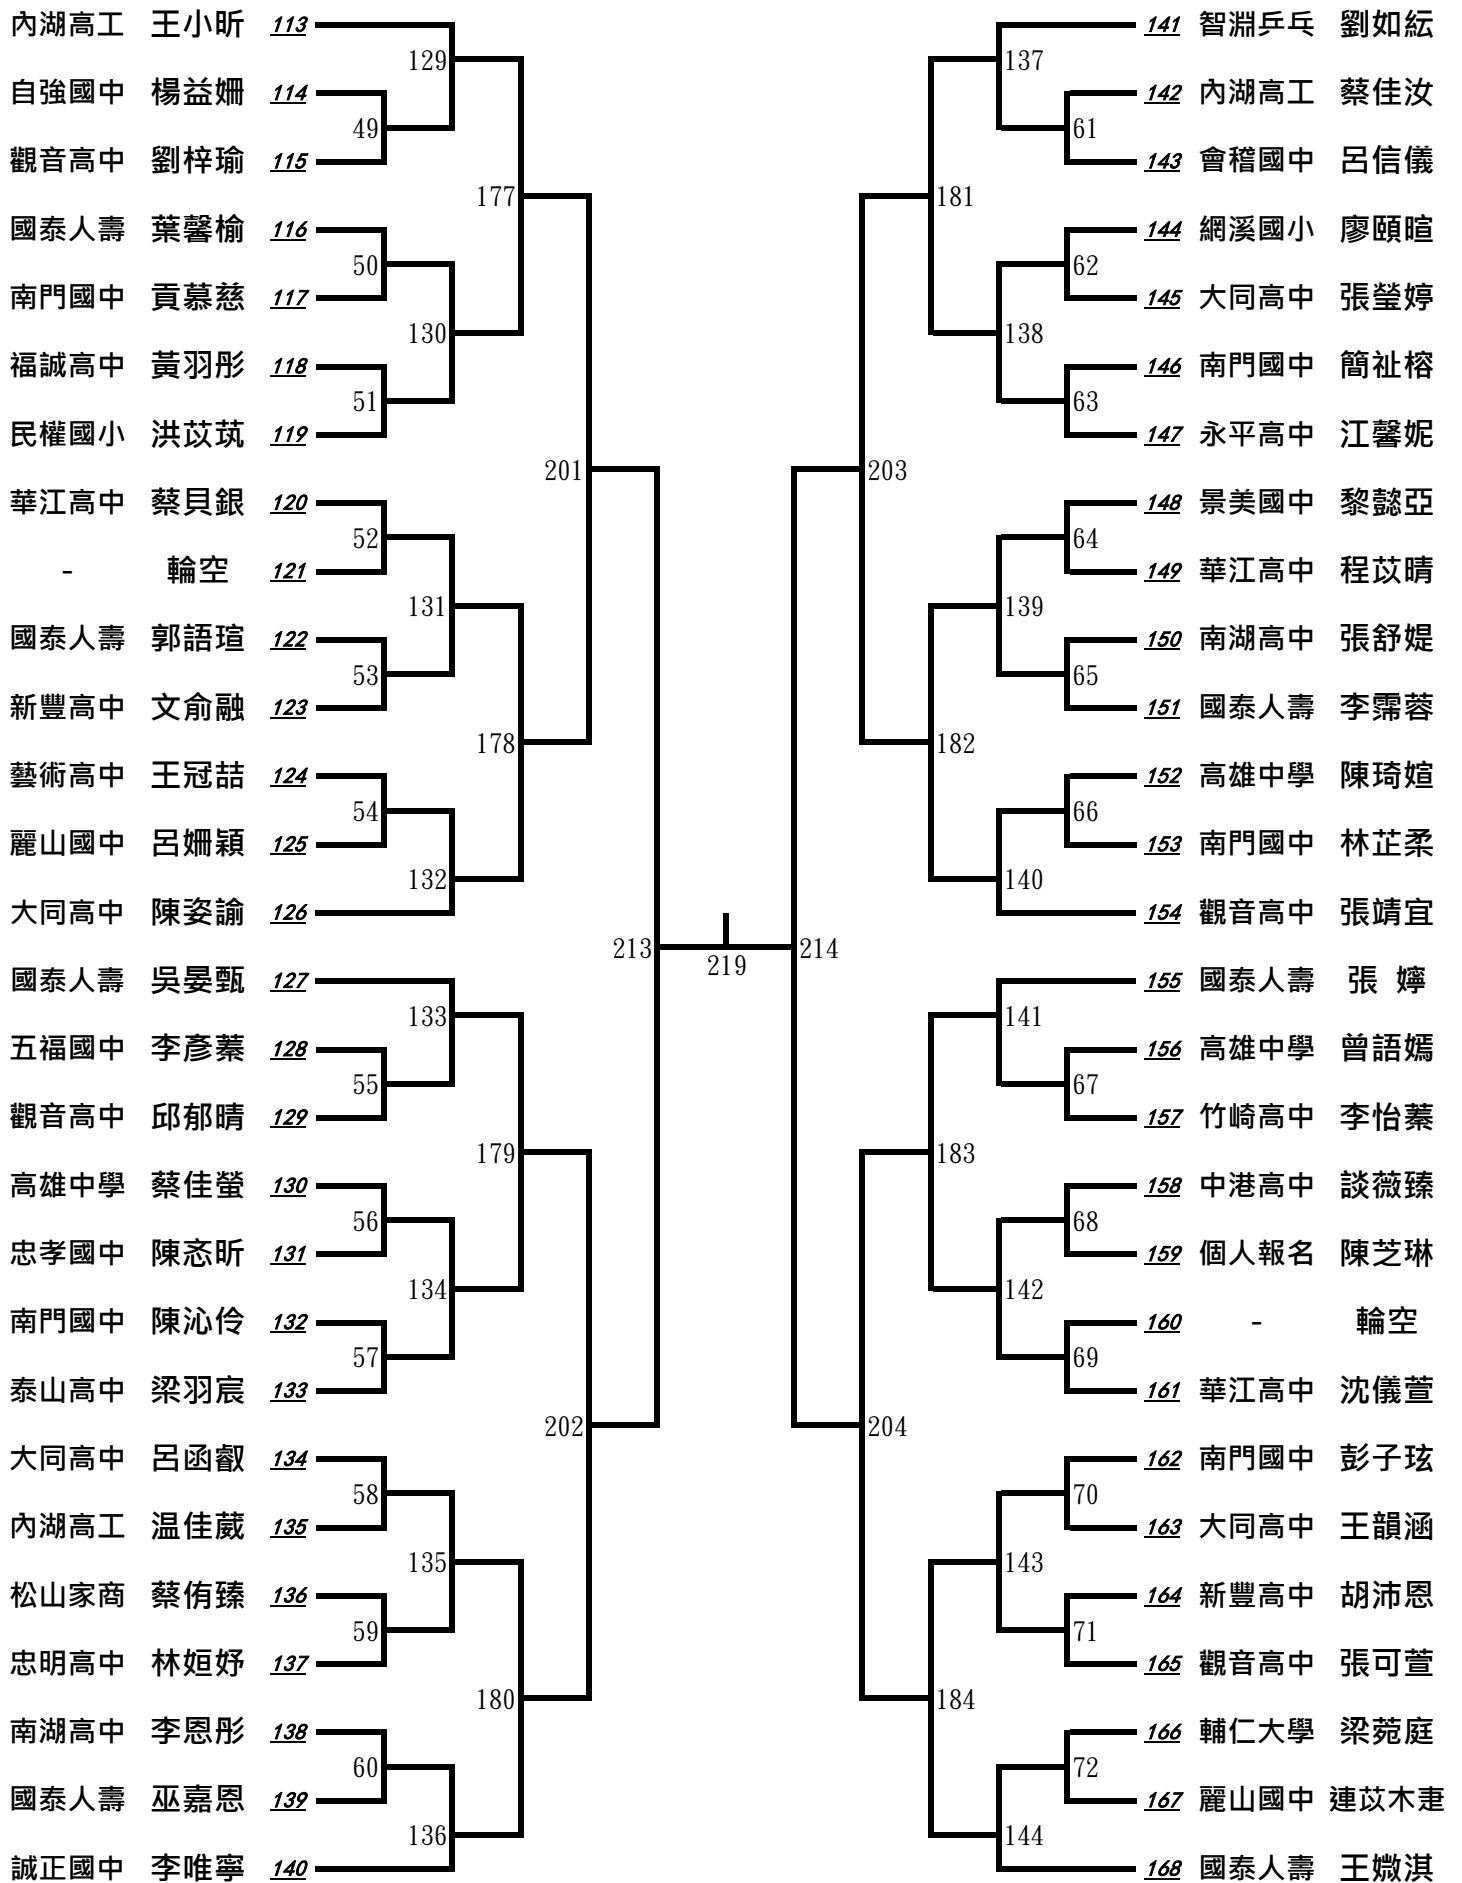 內湖高工 王小昕 113
129
自強國中 楊益姍 114
49
觀音高中 劉梓瑜 115
177
國泰人壽 葉馨榆 116
50
南門國中 貢慕慈 117
130
福誠高中 黃羽彤 118
51
民權國小 洪苡茿 119
201
華江高中 蔡貝銀 120
52
- 輪空 121
131
國泰人壽 郭語瑄 122
53
新豐高中 文俞融 123
178
藝術高中 王冠喆 124
54
麗山國中 呂姍穎 125
132
大同高中 陳姿諭 126
213
219
國泰人壽 吳晏甄 127
133
五福國中 李彥蓁 128
55
觀音高中 邱郁晴 129
179
高雄中學 蔡佳螢 130
56
忠孝國中 陳忞昕 131
134
南門國中 陳沁伶 132
57
泰山高中 梁羽宸 133
202
大同高中 呂函叡 134
58
內湖高工 温佳葳 135
135
松山家商 蔡侑臻 136
59
忠明高中 林姮妤 137
180
南湖高中 李恩彤 138
60
國泰人壽 巫嘉恩 139
136
誠正國中 李唯寧 140
141 智淵乒乓 劉如紜
137
142 內湖高工 蔡佳汝
61
143 會稽國中 呂信儀
181
144 網溪國小 廖頤暄
62
145 大同高中 張瑩婷
138
146 南門國中 簡祉榕
63
147 永平高中 江馨妮
203
148 景美國中 黎懿亞
64
149 華江高中 程苡晴
139
150 南湖高中 張舒媞
65
151 國泰人壽 李霈蓉
182
152 高雄中學 陳琦媗
66
153 南門國中 林芷柔
140
154 觀音高中 張靖宜
214
155 國泰人壽 張 嬣
141
156 高雄中學 曾語嫣
67
157 竹崎高中 李怡蓁
183
158 中港高中 談薇臻
68
159 個人報名 陳芝琳
142
160 - 輪空
69
161 華江高中 沈儀萱
204
162 南門國中 彭子玹
70
163 大同高中 王韻涵
143
164 新豐高中 胡沛恩
71
165 觀音高中 張可萱
184
166 輔仁大學 梁菀庭
72
167 麗山國中 連苡木疌
144
168 國泰人壽 王媺淇